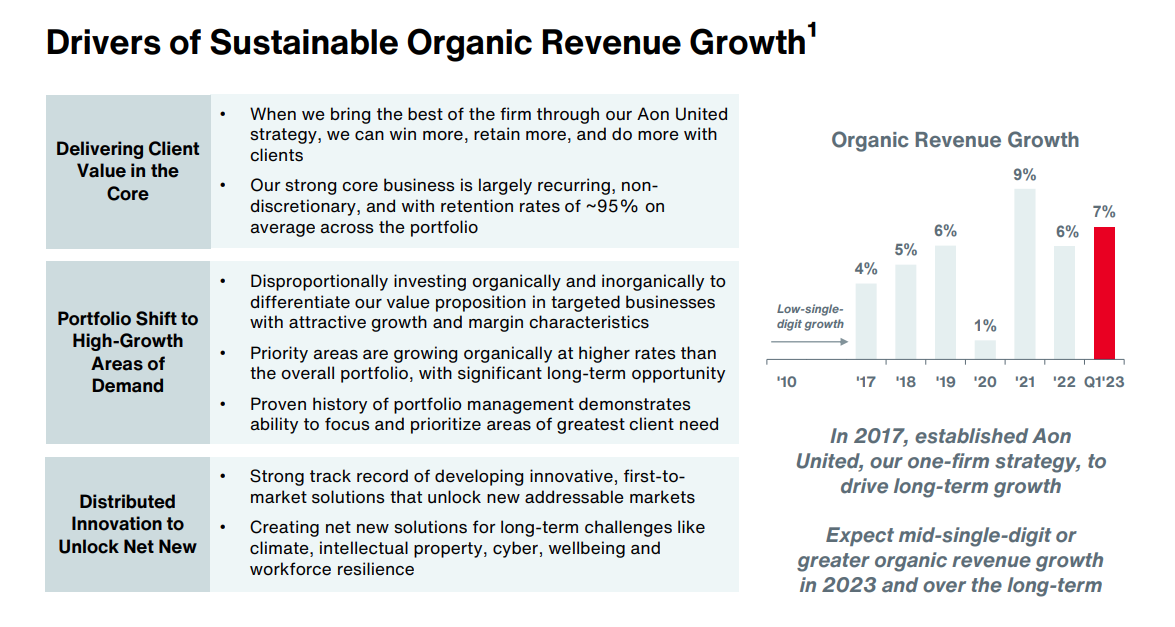 Drivers of Sustainable Organic Revenue Growth1
Delivering Client
Value in the
Core
• When we bring the best of the firm through our Aon United
strategy, we can win more, retain more, and do more with
clients
• Our strong core business is largely recurring, non-
discretionary, and with retention rates of ~95% on
average across the portfolio
Portfolio Shift to
High-Growth
Areas of
Demand
• Disproportionally investing organically and inorganically to
differentiate our value proposition in targeted businesses
with attractive growth and margin characteristics
• Priority areas are growing organically at higher rates than
the overall portfolio, with significant long-term opportunity
• Proven history of portfolio management demonstrates
ability to focus and prioritize areas of greatest client need
Distributed
Innovation to
Unlock Net New
• Strong track record of developing innovative, first-to-
market solutions that unlock new addressable markets
• Creating net new solutions for long-term challenges like
climate, intellectual property, cyber, wellbeing and
workforce resilience
Organic Revenue Growth
Low-single-
digit growth
4%
5%
6%
1%
9%
6%
7%
'10 '17 '18 '19 '20 '21 '22 Q1'23
In 2017, established Aon
United, our one-firm strategy, to
drive long-term growth
Expect mid-single-digit or
greater organic revenue growth
in 2023 and over the long-term